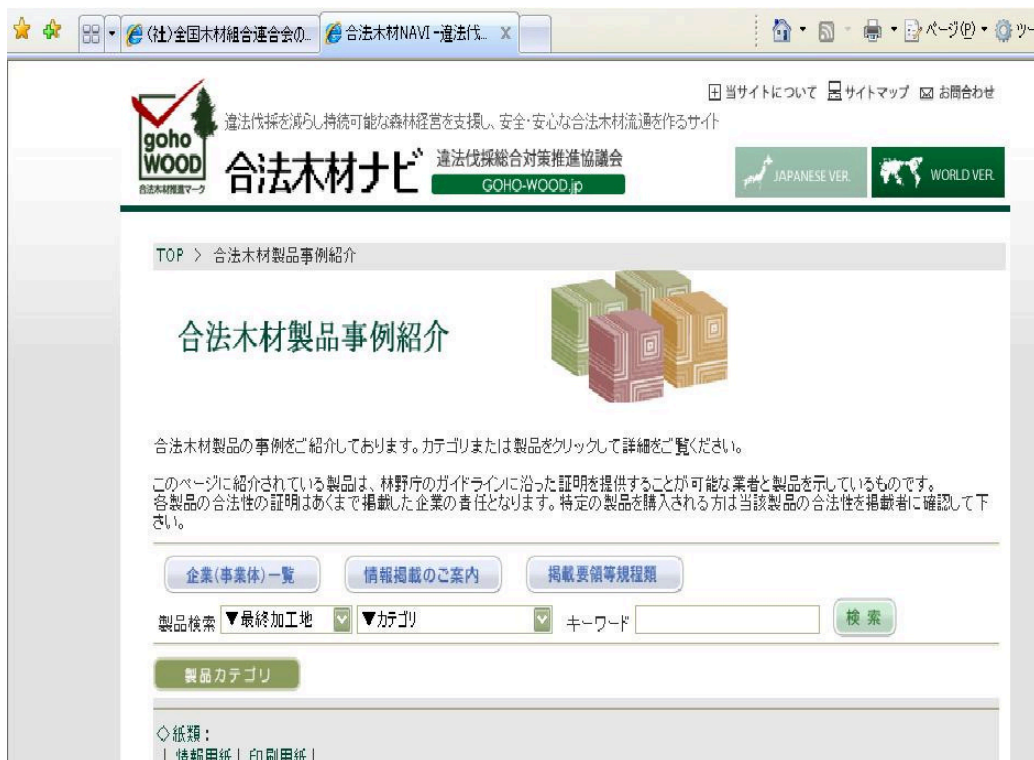 (社)全国木材組合連合会の...
合法木材NAVI -違法伐...
X
ページ(P)
ツー
当サイトについて サイトマップ お問合わせ
違法伐採を減らし持続可能な森林経営を支援し、安全・安心な合法木材流通を作るサイト
goho
WOOD
合法木材推進マーク
合法木材ナビ
違法伐採総合対策推進協議会
GOHO-WOOD.jp
JAPANESE VER.
WORLD VER.
TOP > 合法木材製品事例紹介
合法木材製品事例紹介
合法木材製品の事例をご紹介しております。カテゴリまたは製品をクリックして詳細をご覧ください。
このページに紹介されている製品は、林野庁のガイドラインに沿った証明を提供することが可能な業者と製品を示しているものです。
各製品の合法性の証明はあくまで掲載した企業の責任となります。特定の製品を購入される方は当該製品の合法性を掲載者に確認して下
さい。
企業(事業体)一覧 情報掲載のご案内 掲載要領等規程類
製品検索 ▼最終加工地 ▼カテゴリ キーワード 検索
製品カテゴリ
◇紙類:
| 情報用紙 | 印刷用紙 |